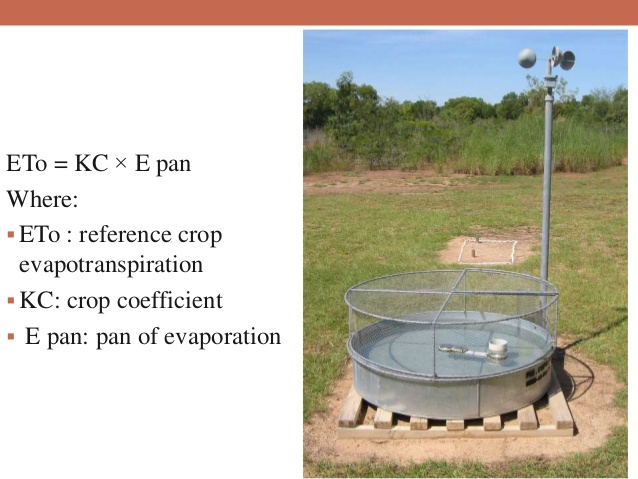 ETo = KC × E pan
Where:
▪ETo : reference crop
evapotranspiration
▪KC: crop coefficient
▪ E pan: pan of evaporation